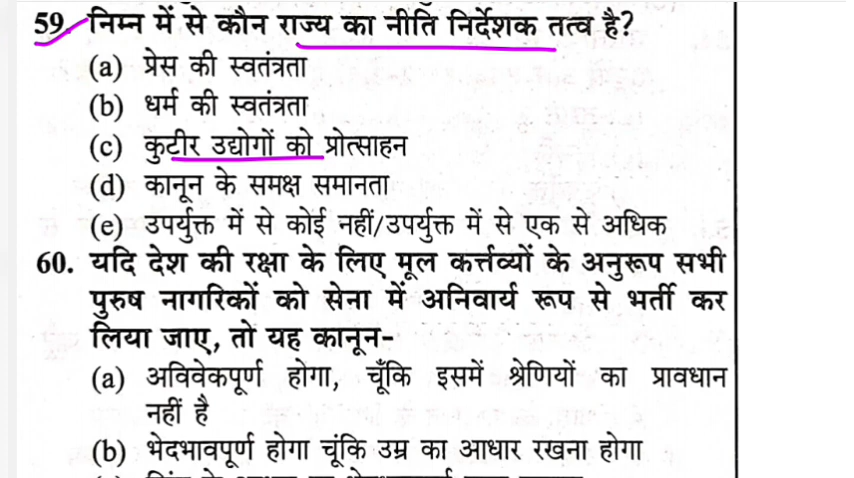 59. निम्न में से कौन राज्य का नीति निर्देशक तत्व है?
(a) प्रेस की स्वतंत्रता
(b) धर्म की स्वतंत्रता
(c) कुटीर उद्योगों को प्रोत्साहन
(d) कानून के समक्ष समानता
(e) उपर्युक्त में से कोई नहीं/उपर्युक्त में से एक से अधिक
60. यदि देश की रक्षा के लिए मूल कर्त्तव्यों के अनुरूप सभी
पुरुष नागरिकों को सेना में अनिवार्य रूप से भर्ती कर
लिया जाए, तो यह कानून-
(a) अविवेकपूर्ण होगा, चूँकि इसमें श्रेणियों का प्रावधान
नहीं है
(b) भेदभावपूर्ण होगा चूंकि उम्र का आधार रखना होगा